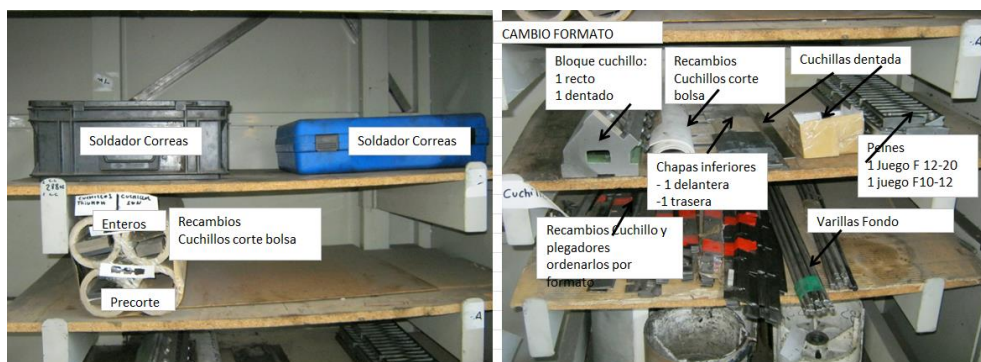 Soldador Correas
Soldador Correas
Enteros
Recambios
Cuchillos corte bolsa
Precorte
CAMBIO FORMATO
Bloque cuchillo:
1 recto
1 dentado
Recambios
Cuchillos corte
bolsa
Cuchillas dentada
Chapas inferiores
- 1 delantera
-1 trasera
Peines
1 Juego F 12-20
1 juego F10-12
Recambios Cuchillo y
plegadores
ordenarlos por
formato
Varillas Fondo